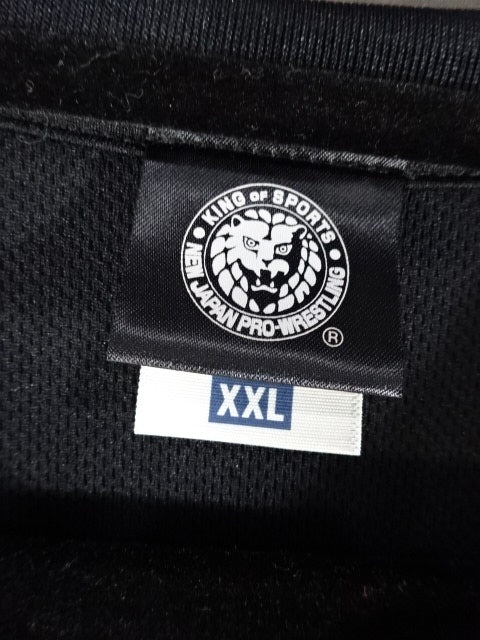 KING OF SPORTS
NEW JAPAN PRO-WRESTLING
®
XXL